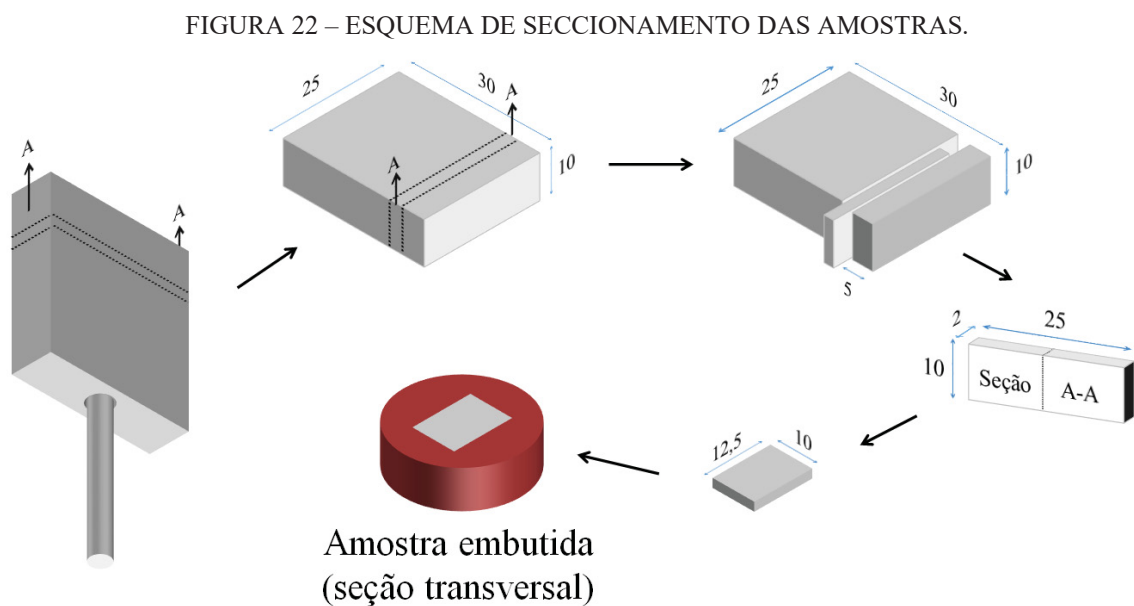 FIGURA 22 – ESQUEMA DE SECCIONAMENTO DAS AMOSTRAS.
A
A
25
30
A
A
10
25
30
10
5
2
25
10
Seção
A-A
12,5
10
Amostra embutida
(seção transversal)